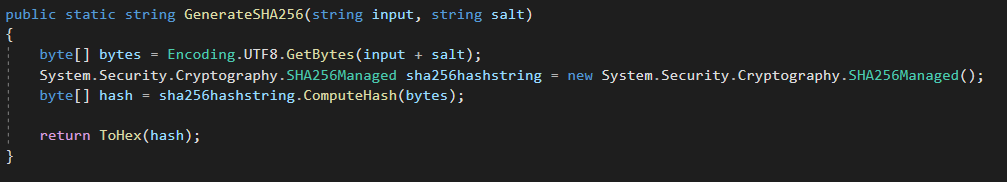 public static string GenerateSHA256(string input, string salt)
{
byte[] bytes = Encoding.UTF8.GetBytes(input + salt);
System.Security.Cryptography.SHA256Managed sha256hashstring = new System.Security.Cryptography.SHA256Managed();
byte[] hash = sha256hashstring.ComputeHash(bytes);
return ToHex(hash);
}